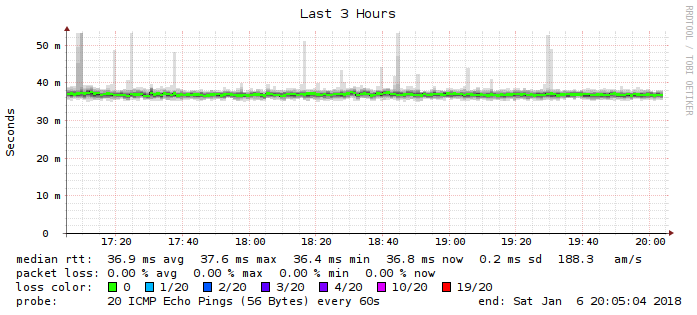 Last 3 Hours
RRDTOOL / TOBI OETIKER
Seconds
50 m
40 m
30 m
20 m
10 m
0
17:20 17:40 18:00 18:20 18:40 19:00 19:20 19:40 20:00
median rtt: 36.9 ms avg 37.6 ms max 36.4 ms min 36.8 ms now 0.2 ms sd 188.3 am/s
packet loss: 0.00 % avg 0.00 % max 0.00 % min 0.00 % now
loss color: 0 1/20 2/20 3/20 4/20 10/20 19/20
probe: 20 ICMP Echo Pings (56 Bytes) every 60s end: Sat Jan 6 20:05:04 2018